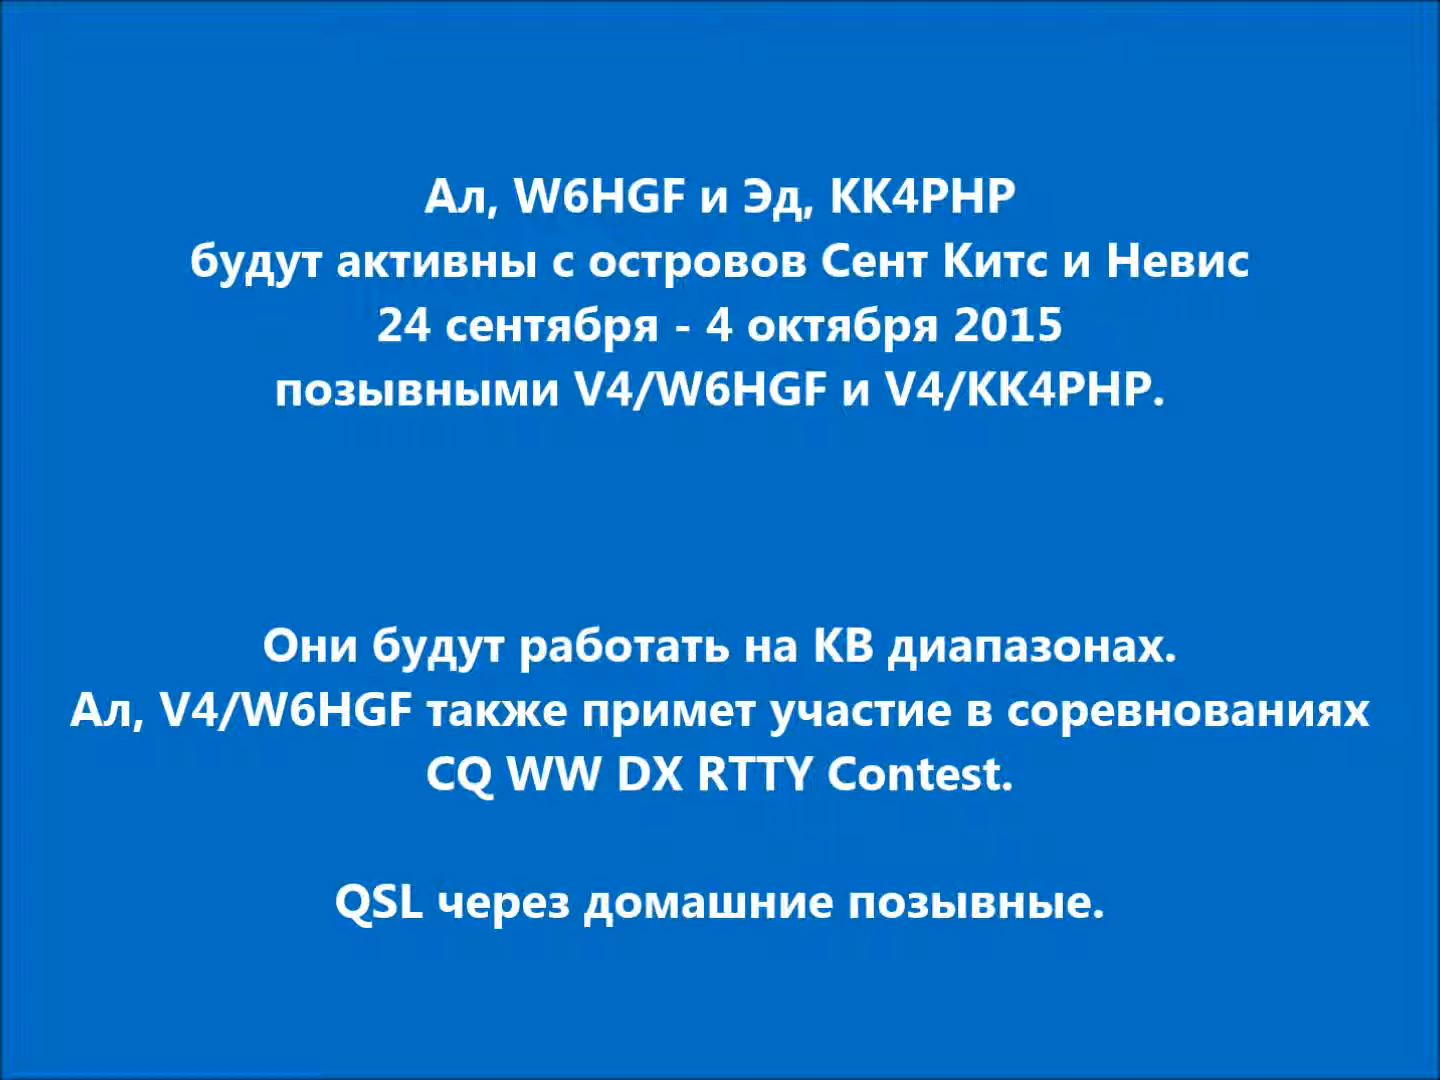 Ал, W6HGF и Эд, KK4PHP
будут активны с островов Сент Китс и Невис
24 сентября - 4 октября 2015
позывными V4/W6HGF и V4/KK4PHP.
Они будут работать на КВ диапазонах.
Ал, V4/W6HGF также примет участие в соревнованиях
CQ WW DX RTTY Contest.
QSL через домашние позывные.